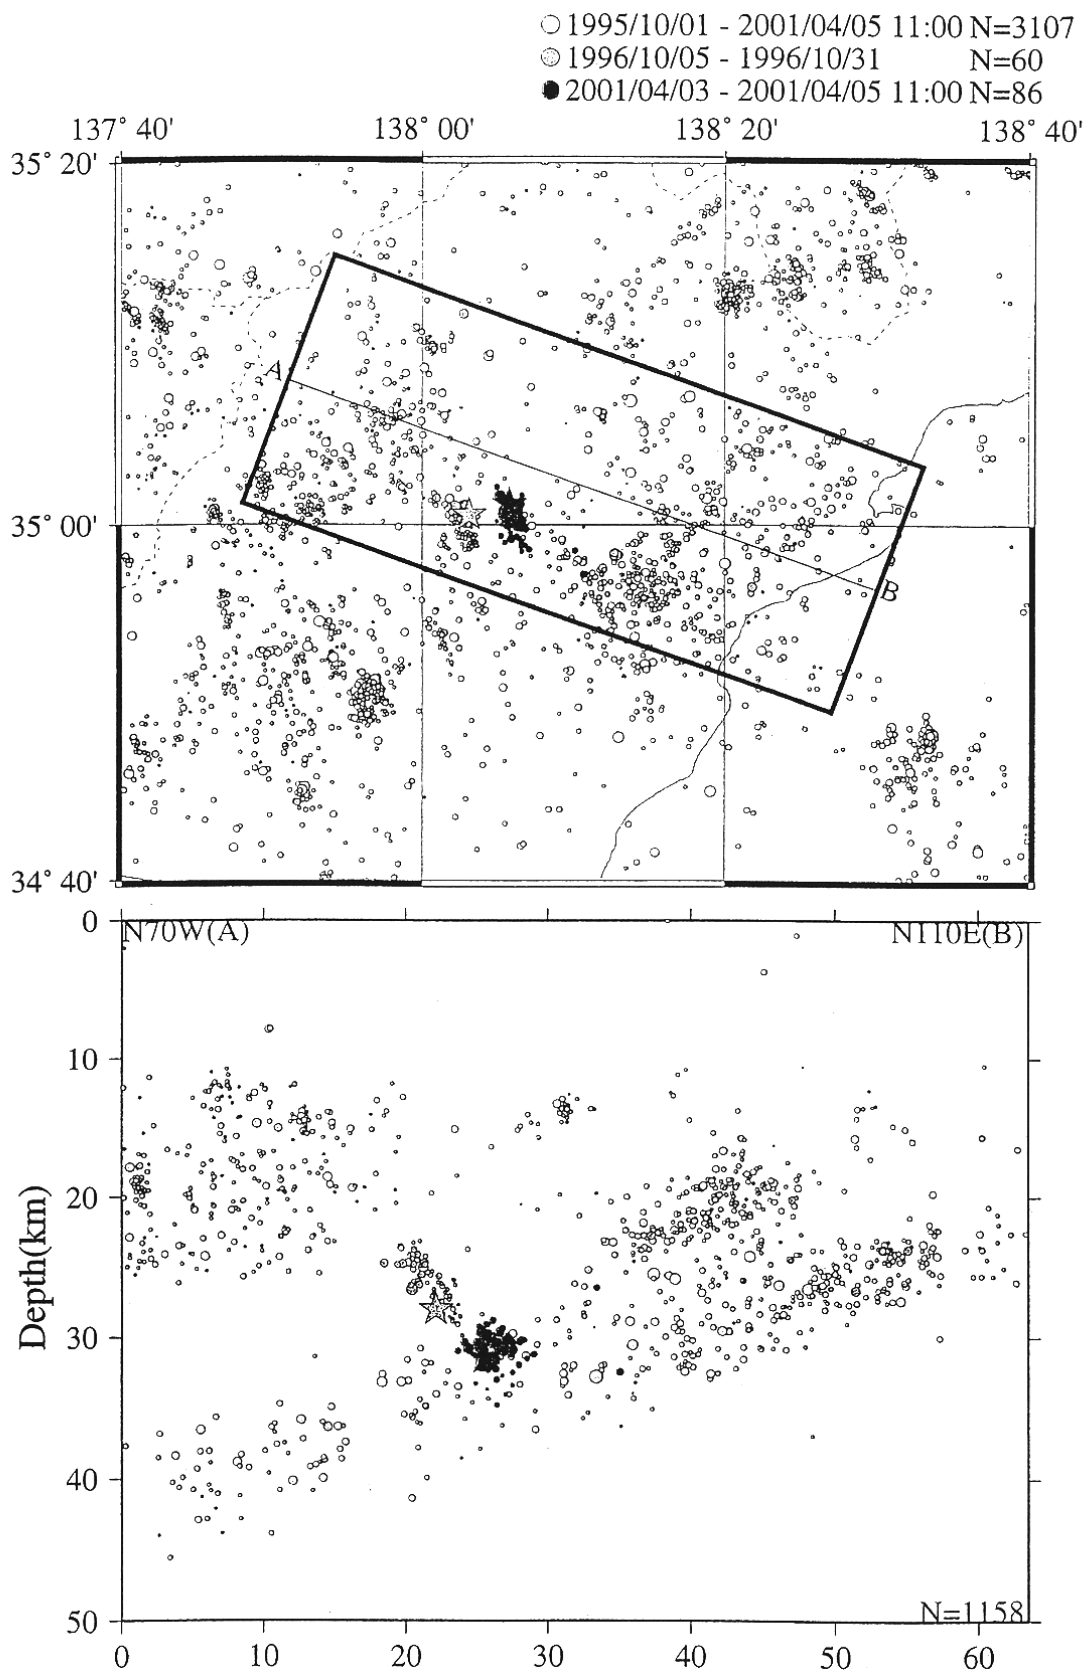 1995/10/01 - 2001/04/05 11:00 N=3107
1996/10/05 - 1996/10/31 N=60
2001/04/03 - 2001/04/05 11:00 N=86
137° 40' 138° 00' 138° 20' 138° 40'
35° 20'
A
35° 00'
B
34° 40'
0
N70W(A) N110E(B)
10
20
Depth(km)
30
40
50
N=1158
0 10 20 30 40 50 60